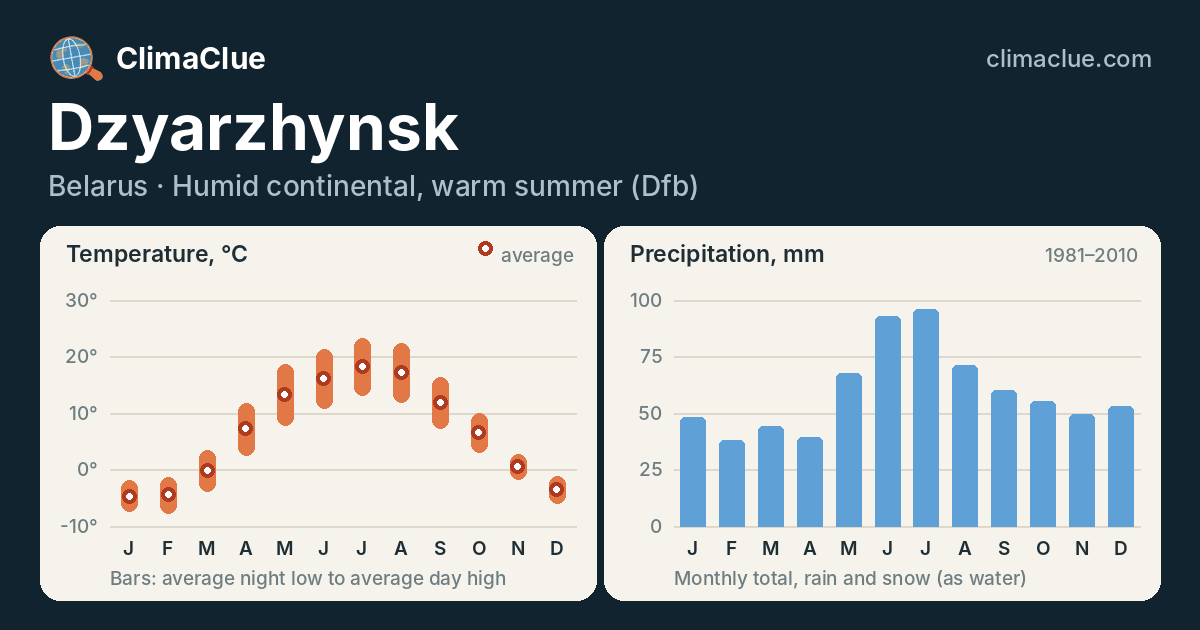 ClimaClue
climaclue.com
Dzyarzhynsk
Belarus · Humid continental, warm summer (Dfb)
Temperature, °C
average
30°
20°
10°
0°
-10°
J F M A M J J A S O N D
Bars: average night low to average day high
Precipitation, mm
1981–2010
100
75
50
25
0
J F M A M J J A S O N D
Monthly total, rain and snow (as water)